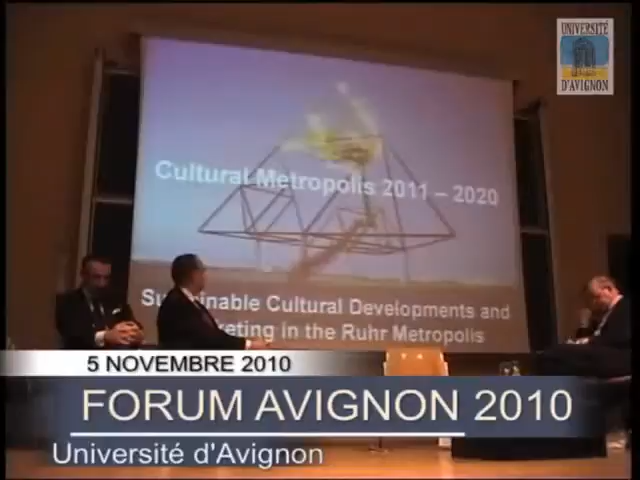 UNIVERSITÉ
D'AVIGNON
Cultural Metropolis 2011 – 2020
Sustainable Cultural Developments and
keting in the Ruhr Metropolis
5 NOVEMBRE 2010
FORUM AVIGNON 2010
Université d'Avignon